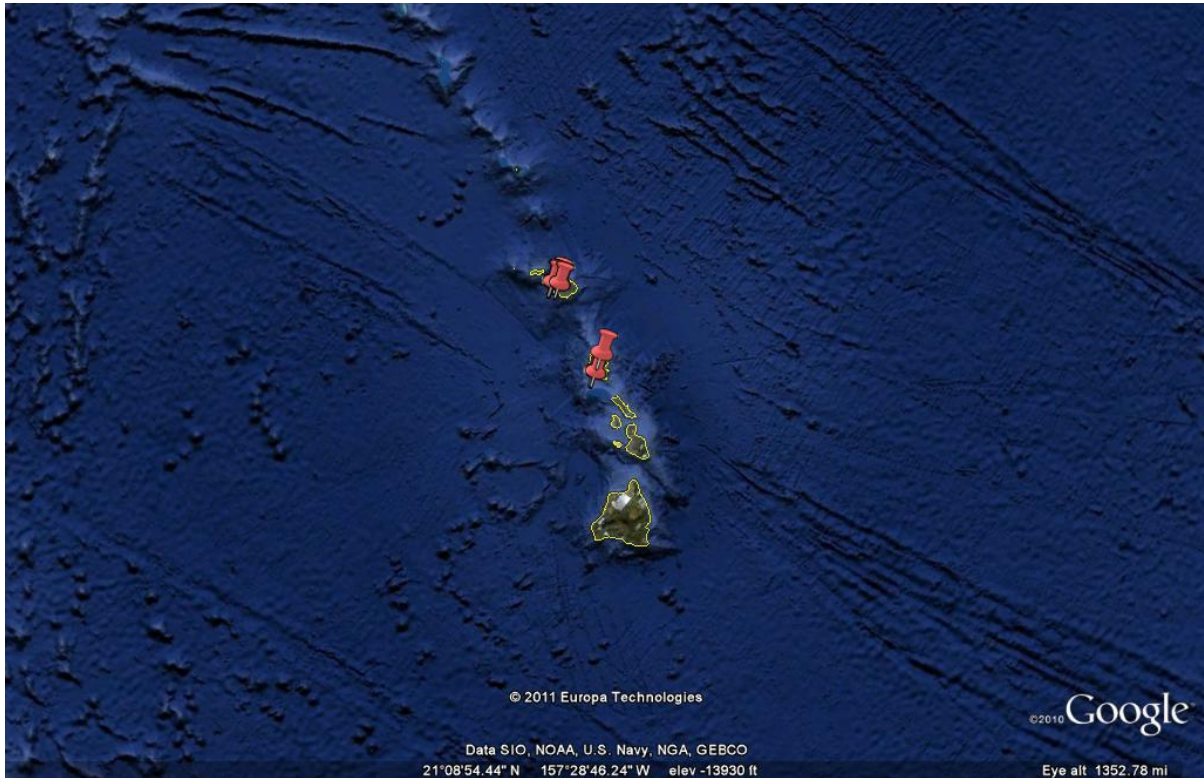 © 2011 Europa Technologies
©2010 Google
Data SIO, NOAA, U.S. Navy, NGA, GEBCO
21°08'54.44" N 157°28'46.24" W elev -13930 ft Eye alt 1352.78 mi